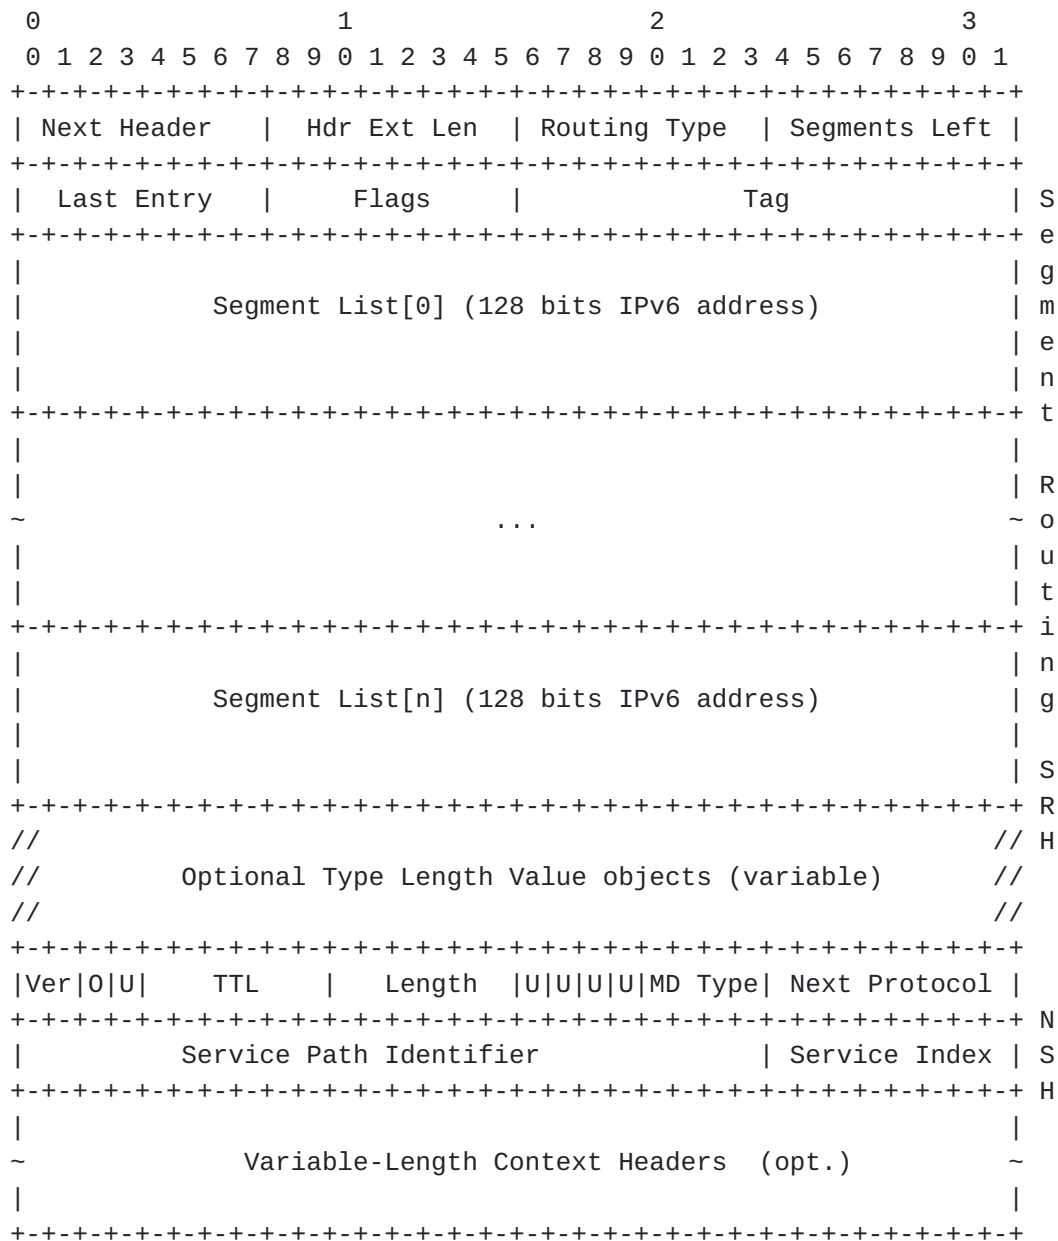 0                   1                   2                   3
 0 1 2 3 4 5 6 7 8 9 0 1 2 3 4 5 6 7 8 9 0 1 2 3 4 5 6 7 8 9 0 1
+-+-+-+-+-+-+-+-+-+-+-+-+-+-+-+-+-+-+-+-+-+-+-+-+-+-+-+-+-+-+-+-+
| Next Header   |  Hdr Ext Len  | Routing Type  | Segments Left |
+-+-+-+-+-+-+-+-+-+-+-+-+-+-+-+-+-+-+-+-+-+-+-+-+-+-+-+-+-+-+-+-+
|  Last Entry   |     Flags     |              Tag              | S
+-+-+-+-+-+-+-+-+-+-+-+-+-+-+-+-+-+-+-+-+-+-+-+-+-+-+-+-+-+-+-+-+ e
|                                                               | g
|            Segment List[0] (128 bits IPv6 address)            | m
|                                                               | e
|                                                               | n
+-+-+-+-+-+-+-+-+-+-+-+-+-+-+-+-+-+-+-+-+-+-+-+-+-+-+-+-+-+-+-+-+ t
|                                                               |
|                                                               | R
~                              ...                              ~ o
|                                                               | u
|                                                               | t
+-+-+-+-+-+-+-+-+-+-+-+-+-+-+-+-+-+-+-+-+-+-+-+-+-+-+-+-+-+-+-+-+ i
|                                                               | n
|            Segment List[n] (128 bits IPv6 address)            | g
|                                                               |
|                                                               | S
+-+-+-+-+-+-+-+-+-+-+-+-+-+-+-+-+-+-+-+-+-+-+-+-+-+-+-+-+-+-+-+-+ R
//                                                             // H
//         Optional Type Length Value objects (variable)       //
//                                                             //
+-+-+-+-+-+-+-+-+-+-+-+-+-+-+-+-+-+-+-+-+-+-+-+-+-+-+-+-+-+-+-+-+
|Ver|O|U|    TTL    |   Length  |U|U|U|U|MD Type| Next Protocol |
+-+-+-+-+-+-+-+-+-+-+-+-+-+-+-+-+-+-+-+-+-+-+-+-+-+-+-+-+-+-+-+-+ N
|          Service Path Identifier              | Service Index | S
+-+-+-+-+-+-+-+-+-+-+-+-+-+-+-+-+-+-+-+-+-+-+-+-+-+-+-+-+-+-+-+-+ H
|                                                               |
~              Variable-Length Context Headers  (opt.)          ~
|                                                               |
+-+-+-+-+-+-+-+-+-+-+-+-+-+-+-+-+-+-+-+-+-+-+-+-+-+-+-+-+-+-+-+-+